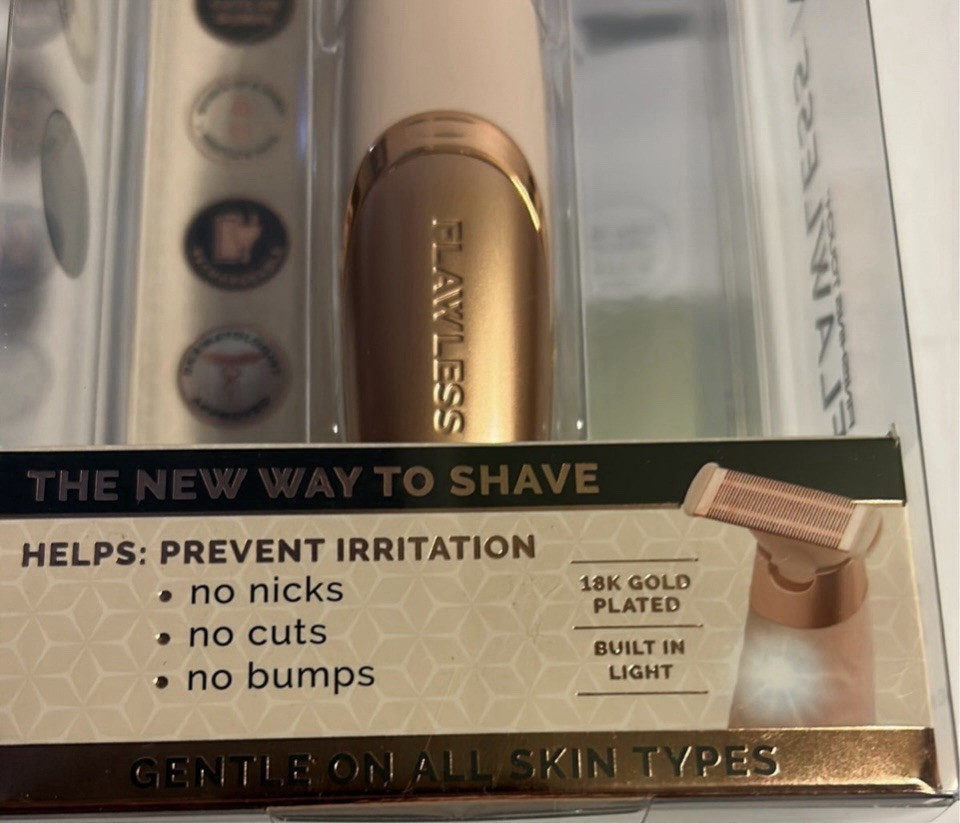 FLAWLESS
FLAWLESS
THE NEW WAY TO SHAVE
HELPS: PREVENT IRRITATION
• no nicks
• no cuts
• no bumps
18K GOLD
PLATED
BUILT IN
LIGHT
GENTLE ON ALL SKIN TYPES